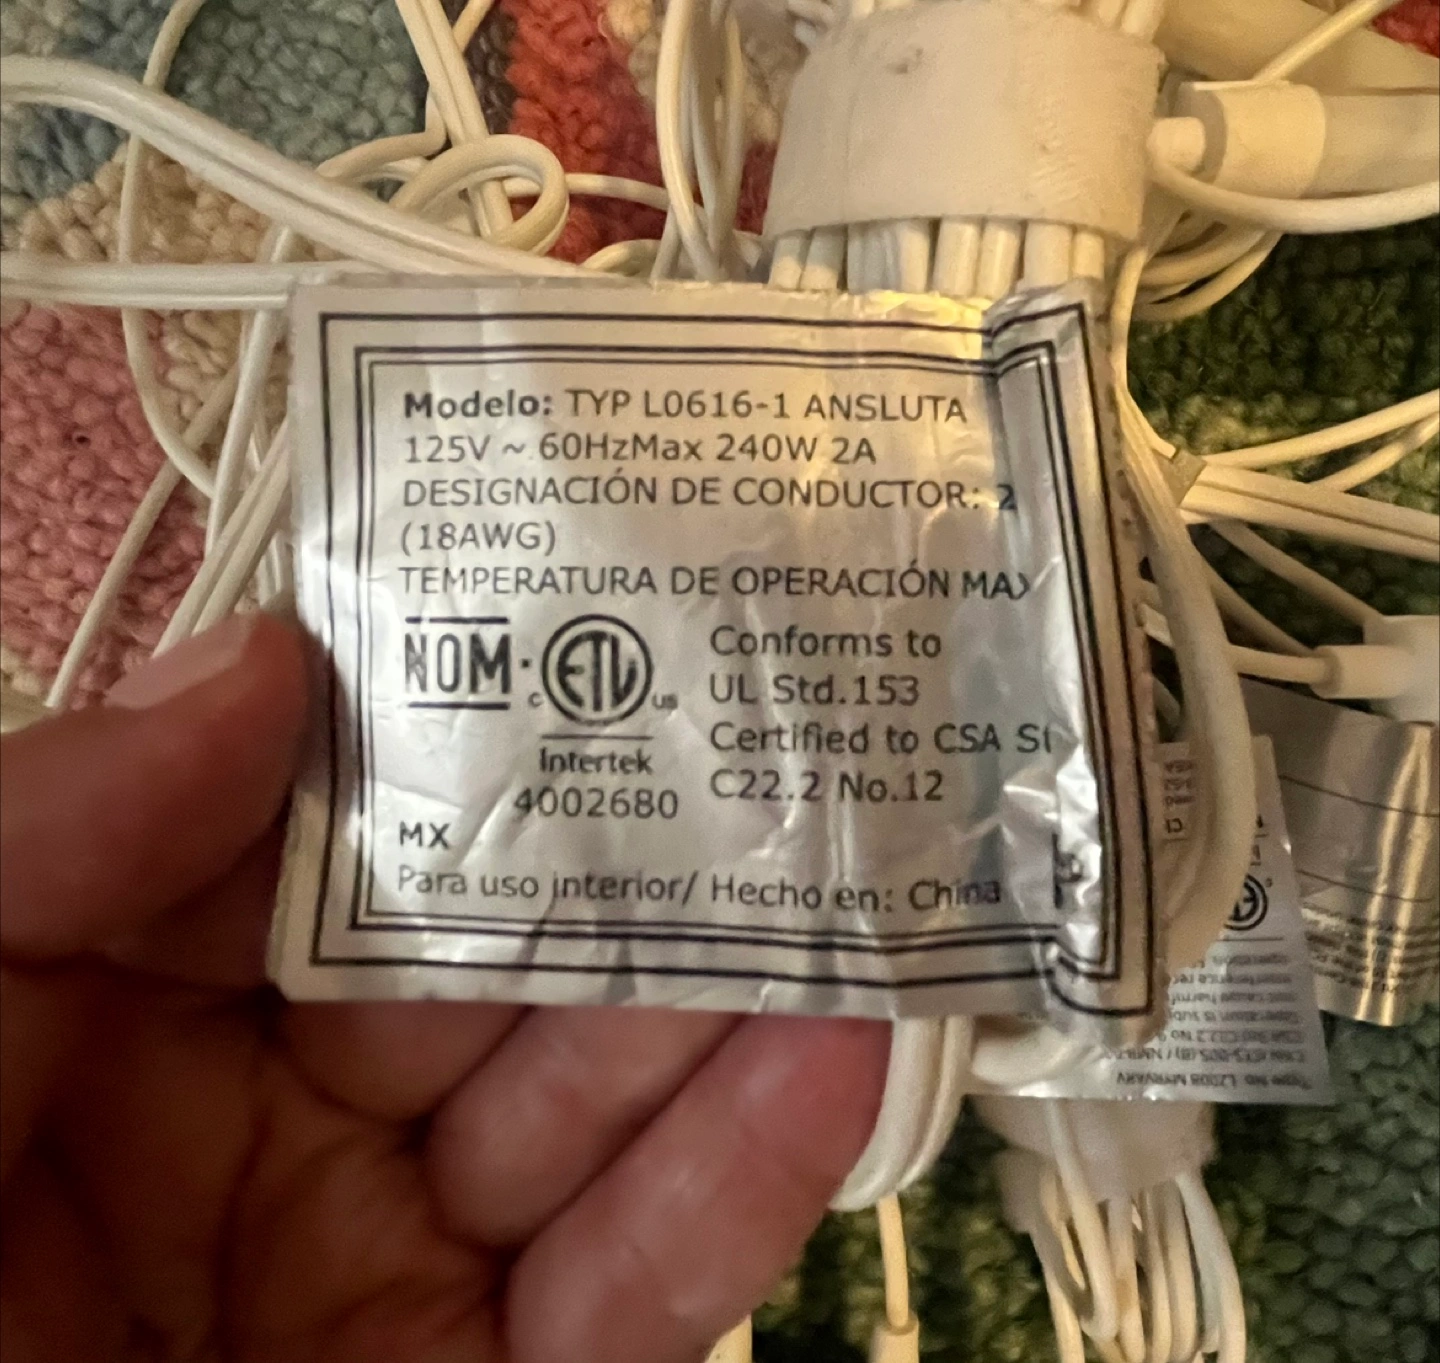 Modelo: TYP L0616-1 ANSLUTA
125V ~ 60HzMax 240W 2A
DESIGNACIÓN DE CONDUCTOR: 2
(18AWG)
TEMPERATURA DE OPERACIÓN MAX
NOM
c ETL us
Intertek
4002680
Conforms to
UL Std.153
Certified to CSA
C22.2 No.12
MX
Para uso interior/ Hecho en: China